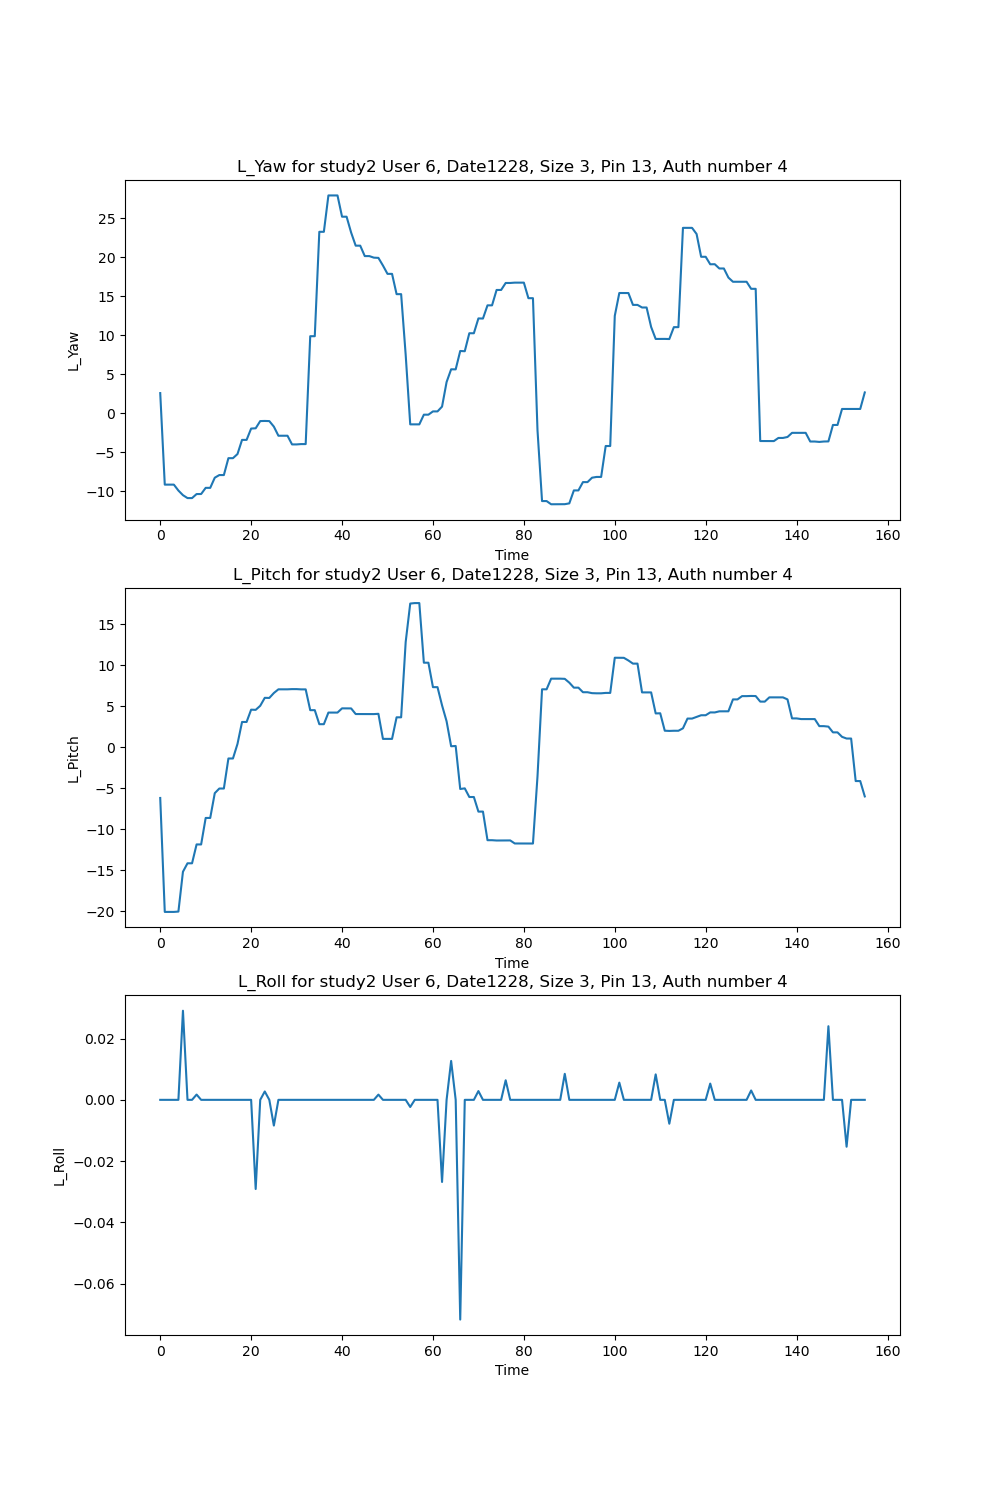 L_Yaw for study2 User 6, Date1228, Size 3, Pin 13, Auth number 4
25
20
15
10
5
0
−5
−10
L_Yaw
0 20 40 60 80 100 120 140 160
Time
L_Pitch for study2 User 6, Date1228, Size 3, Pin 13, Auth number 4
15
10
5
0
−5
−10
−15
−20
L_Pitch
0 20 40 60 80 100 120 140 160
Time
L_Roll for study2 User 6, Date1228, Size 3, Pin 13, Auth number 4
0.02
0.00
−0.02
−0.04
−0.06
L_Roll
0 20 40 60 80 100 120 140 160
Time